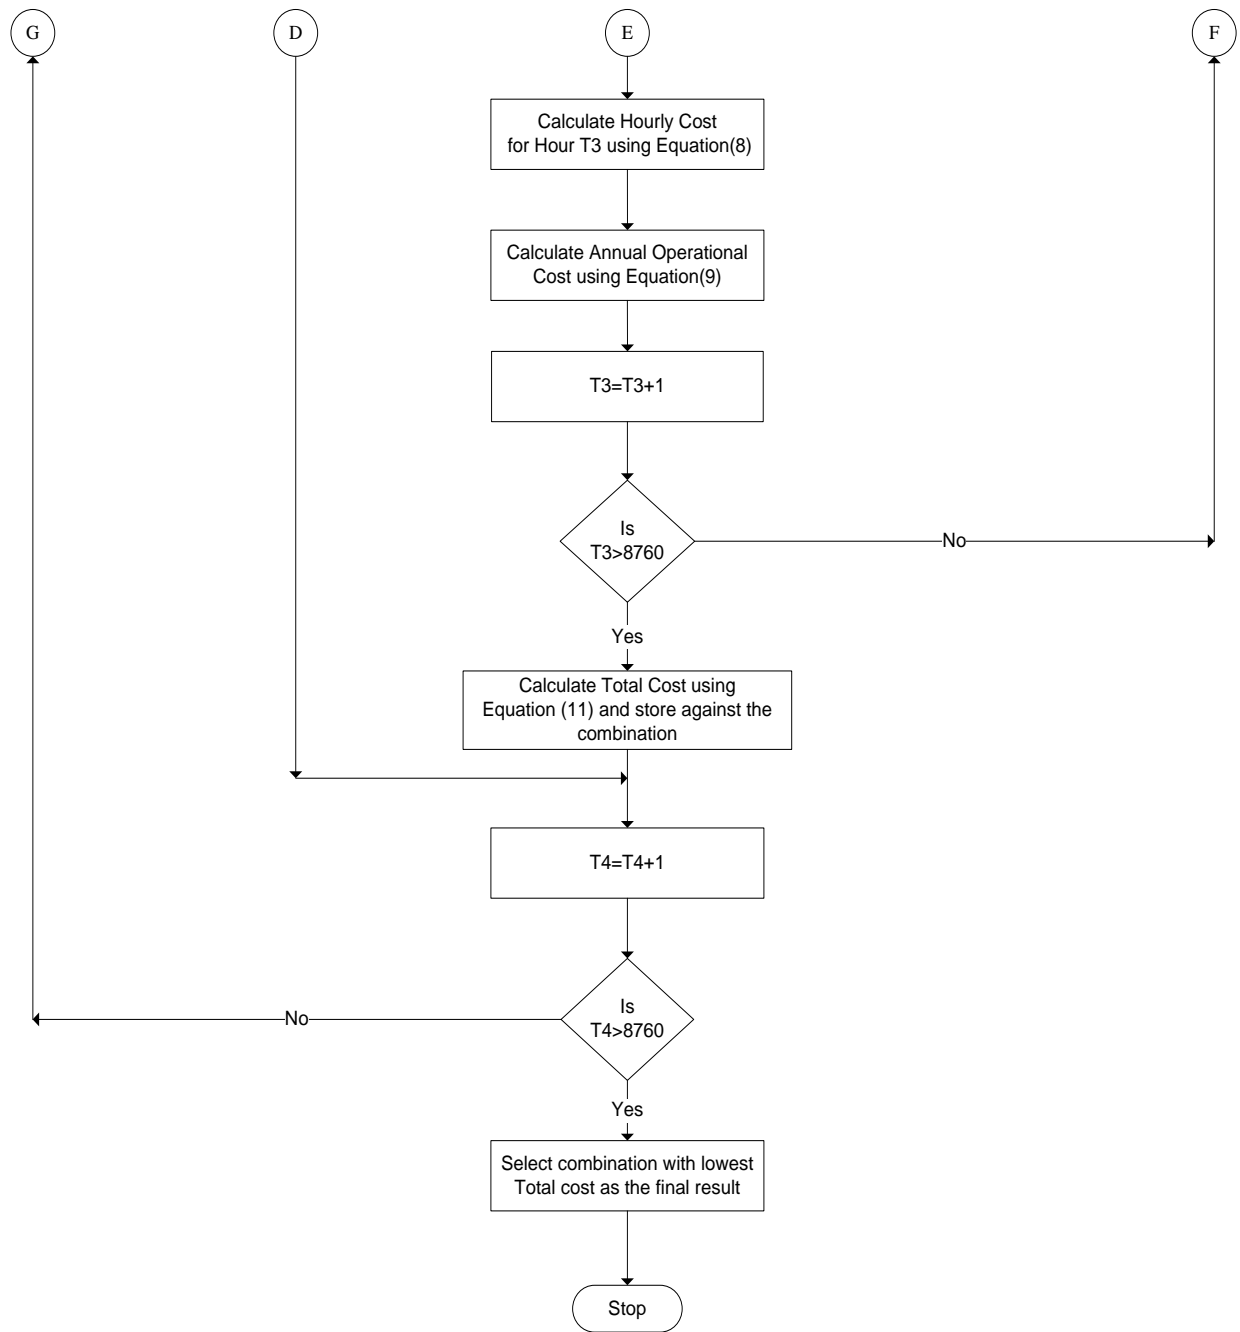 G
D
E
F
Calculate Hourly Cost
for Hour T3 using Equation(8)
Calculate Annual Operational
Cost using Equation(9)
T3=T3+1
Is
T3>8760
No
Yes
Calculate Total Cost using
Equation (11) and store against the
combination
T4=T4+1
Is
T4>8760
No
Yes
Select combination with lowest
Total cost as the final result
Stop